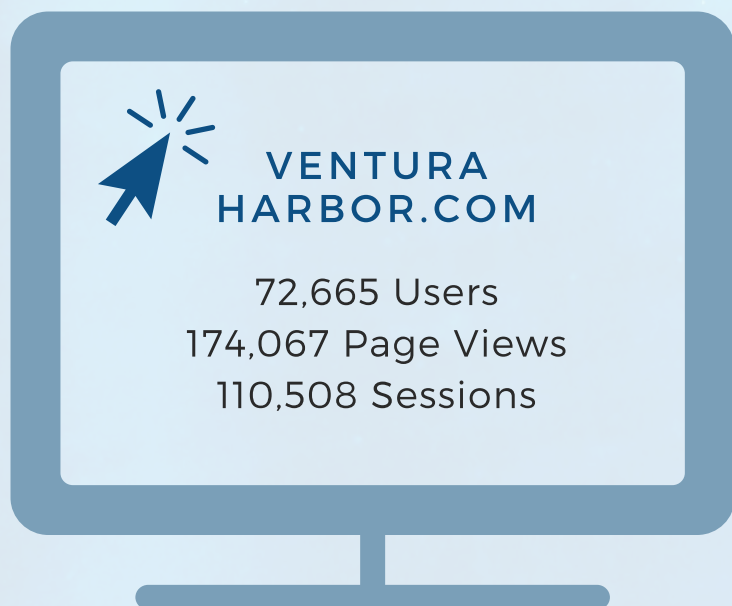 VENTURA
HARBOR.COM
72,665 Users
174,067 Page Views
110,508 Sessions